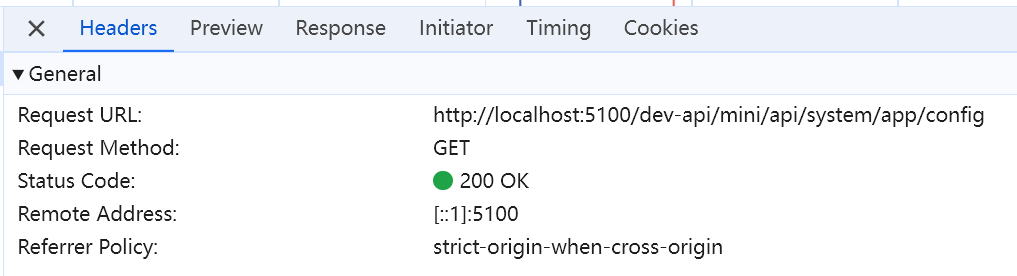 Headers Preview Response Initiator Timing Cookies
General
Request URL: http://localhost:5100/dev-api/mini/api/system/app/config
Request Method: GET
Status Code: 200 OK
Remote Address: [::1]:5100
Referrer Policy: strict-origin-when-cross-origin